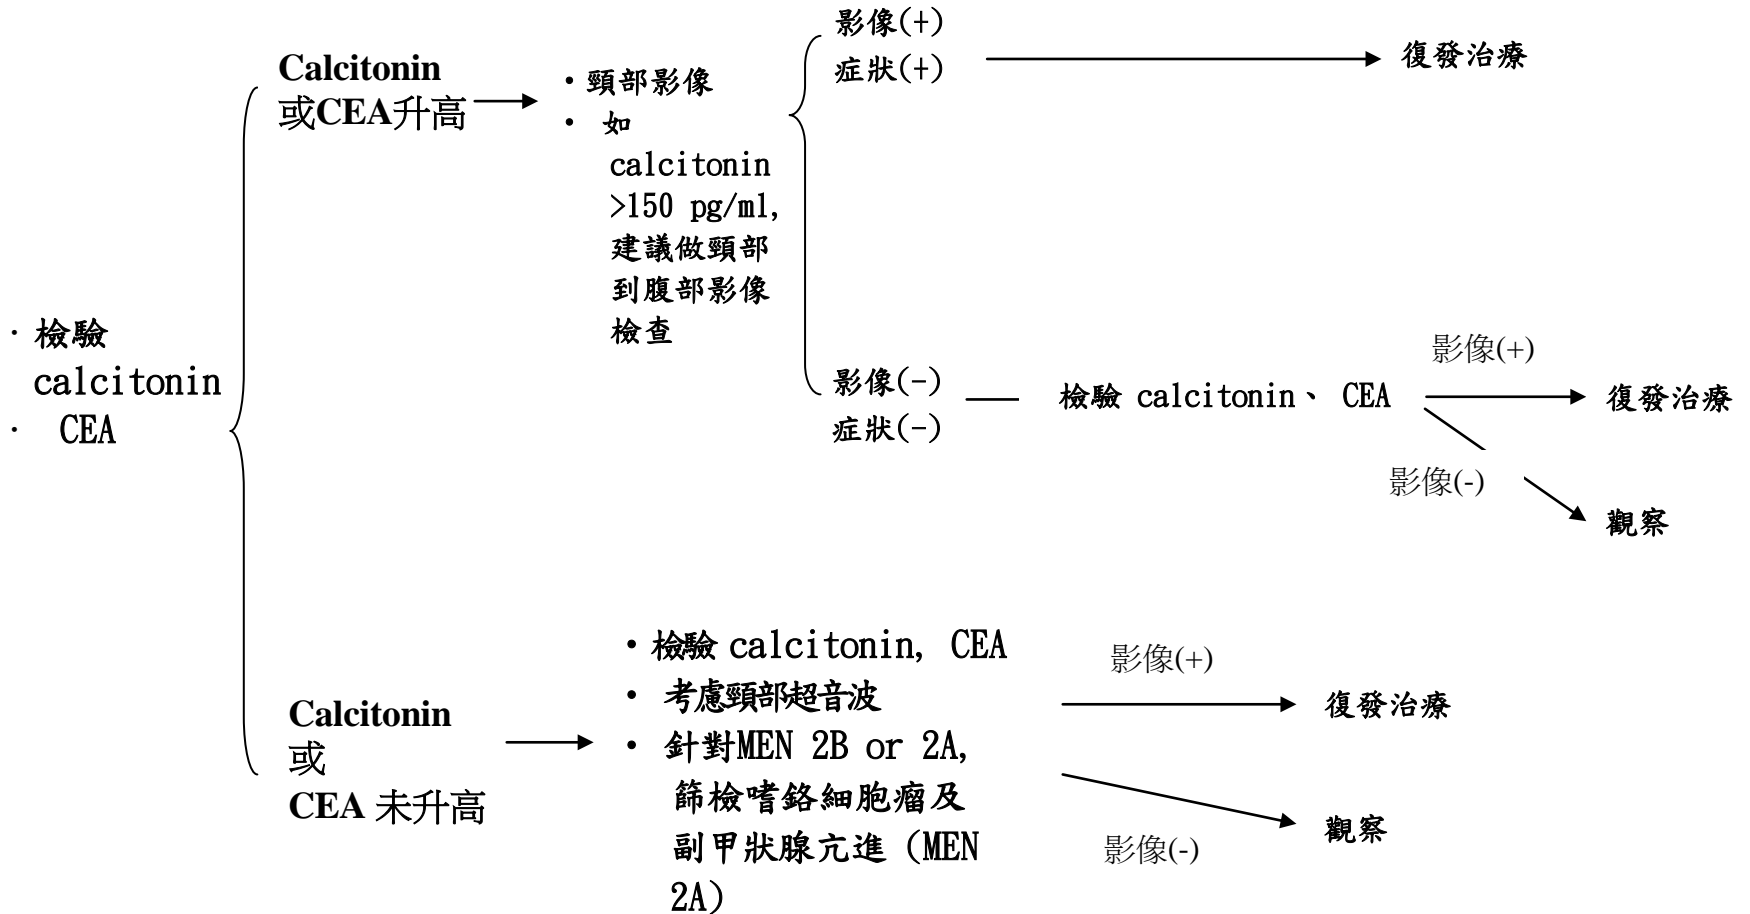 · 檢驗
calcitonin
· CEA
Calcitonin
或CEA升高
· 頸部影像
· 如
calcitonin
>150 pg/ml,
建議做頸部
到腹部影像
檢查
影像(+)
症狀(+)
復發治療
影像(-)
症狀(-)
檢驗 calcitonin、 CEA
影像(+)
復發治療
影像(-)
觀察
Calcitonin
或
CEA 未升高
· 檢驗 calcitonin, CEA
· 考慮頸部超音波
· 針對MEN 2B or 2A,
篩檢嗜鉻細胞瘤及
副甲狀腺亢進 (MEN
2A)
影像(+)
復發治療
影像(-)
觀察